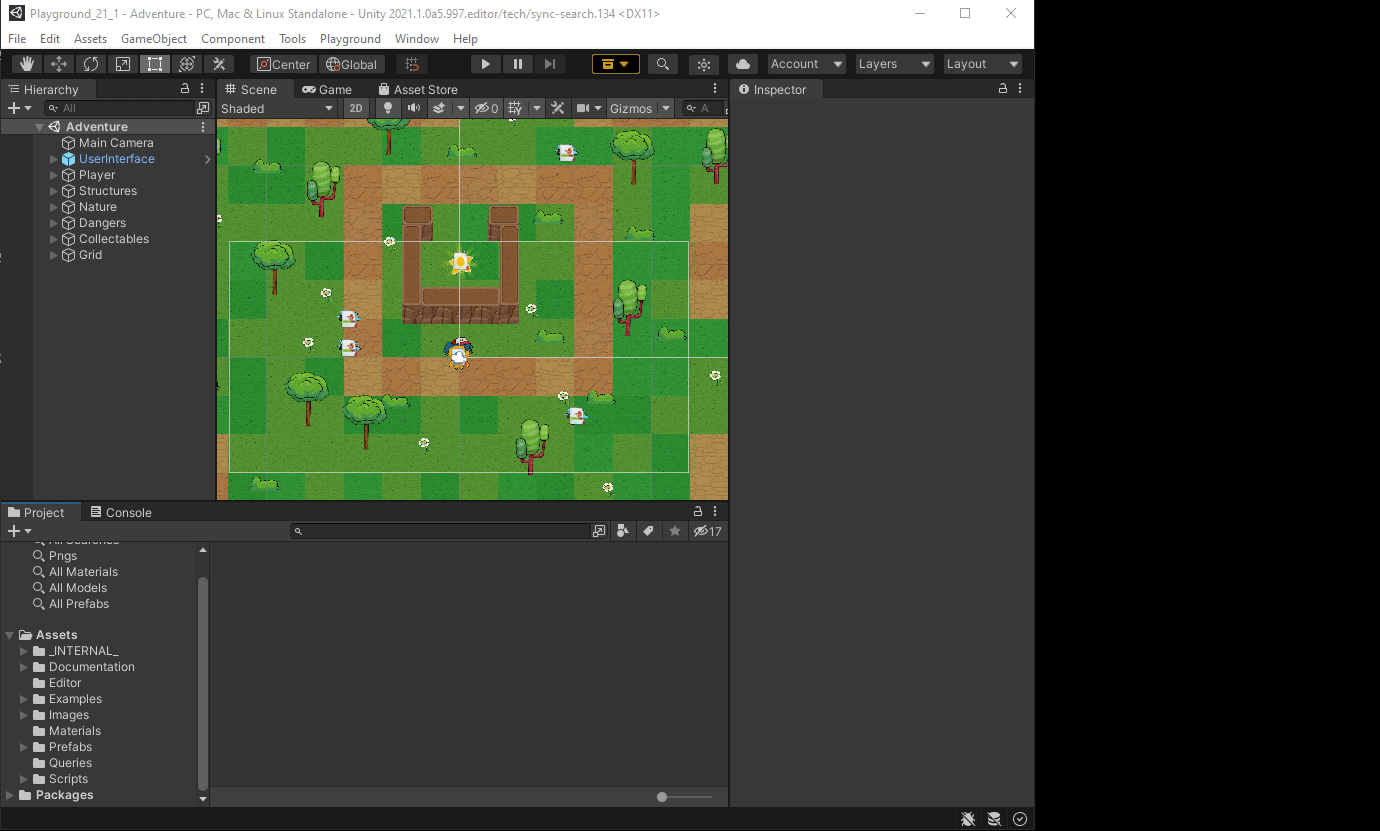 Playground_21_1 - Adventure - PC, Mac & Linux Standalone - Unity 2021.1.0a5.997.editor/tech/sync-search.134 <DX11>
File Edit Assets GameObject Component Tools Playground Window Help
Center Global Account Layers Layout
Hierarchy
All
Adventure
Main Camera
UserInterface
Player
Structures
Nature
Dangers
Collectables
Grid
Scene Game Asset Store
Shaded 2D 0 Gizmos A
Inspector
Project Console
17
All Searches
Pngs
All Materials
All Models
All Prefabs
Assets
_INTERNAL_
Documentation
Editor
Examples
Images
Materials
Prefabs
Queries
Scripts
Packages